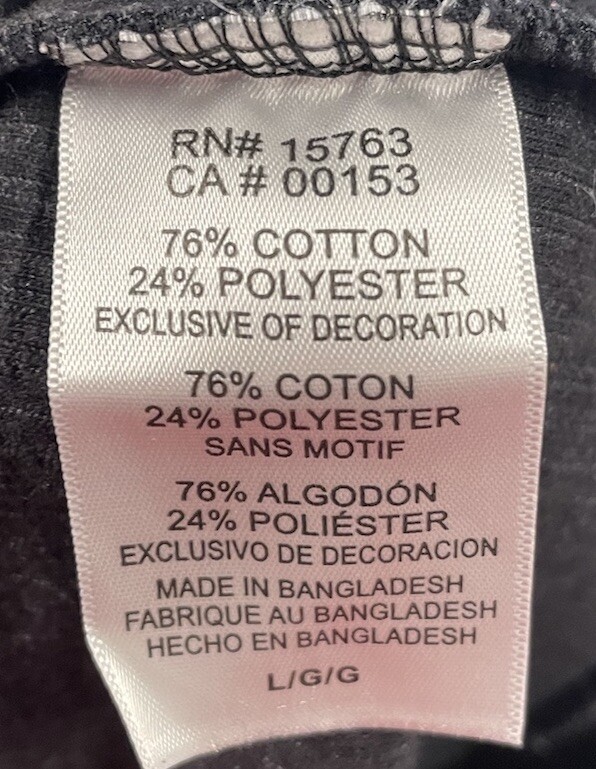 RN# 15763
CA # 00153
76% COTTON
24% POLYESTER
EXCLUSIVE OF DECORATION
76% COTON
24% POLYESTER
SANS MOTIF
76% ALGODÓN
24% POLIÉSTER
EXCLUSIVO DE DECORACION
MADE IN BANGLADESH
FABRIQUE AU BANGLADESH
HECHO EN BANGLADESH
L/G/G